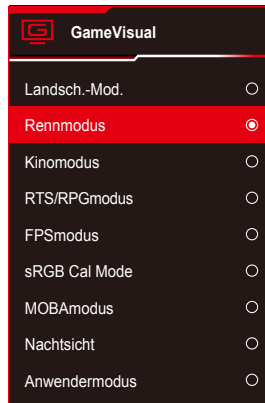 GameVisual
Landsch.-Mod.
Rennmodus
Kinomodus
RTS/RPGmodus
FPSmodus
sRGB Cal Mode
MOBAmodus
Nachtsicht
Anwendermodus